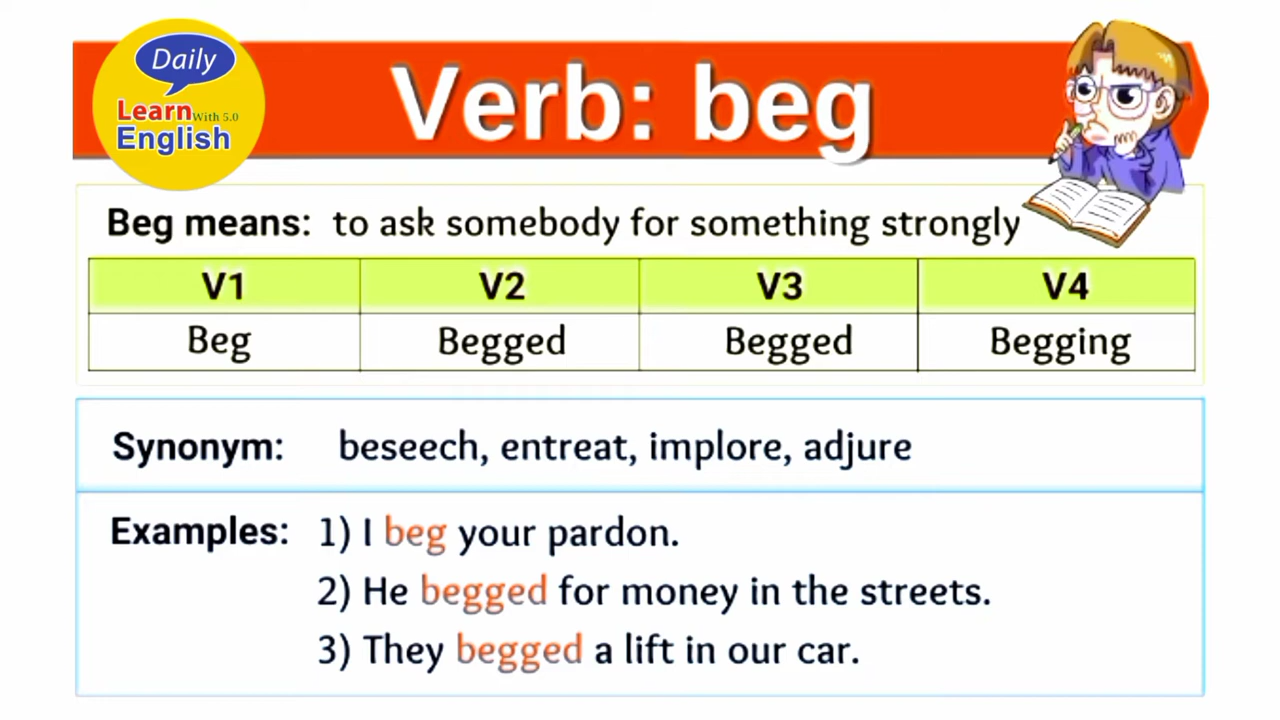 Daily
Learn With 5.0
English
Verb: beg
Beg means: to ask somebody for something strongly
V1 V2 V3 V4
Beg Begged Begged Begging
Synonym: beseech, entreat, implore, adjure
Examples: 1) I beg your pardon.
2) He begged for money in the streets.
3) They begged a lift in our car.